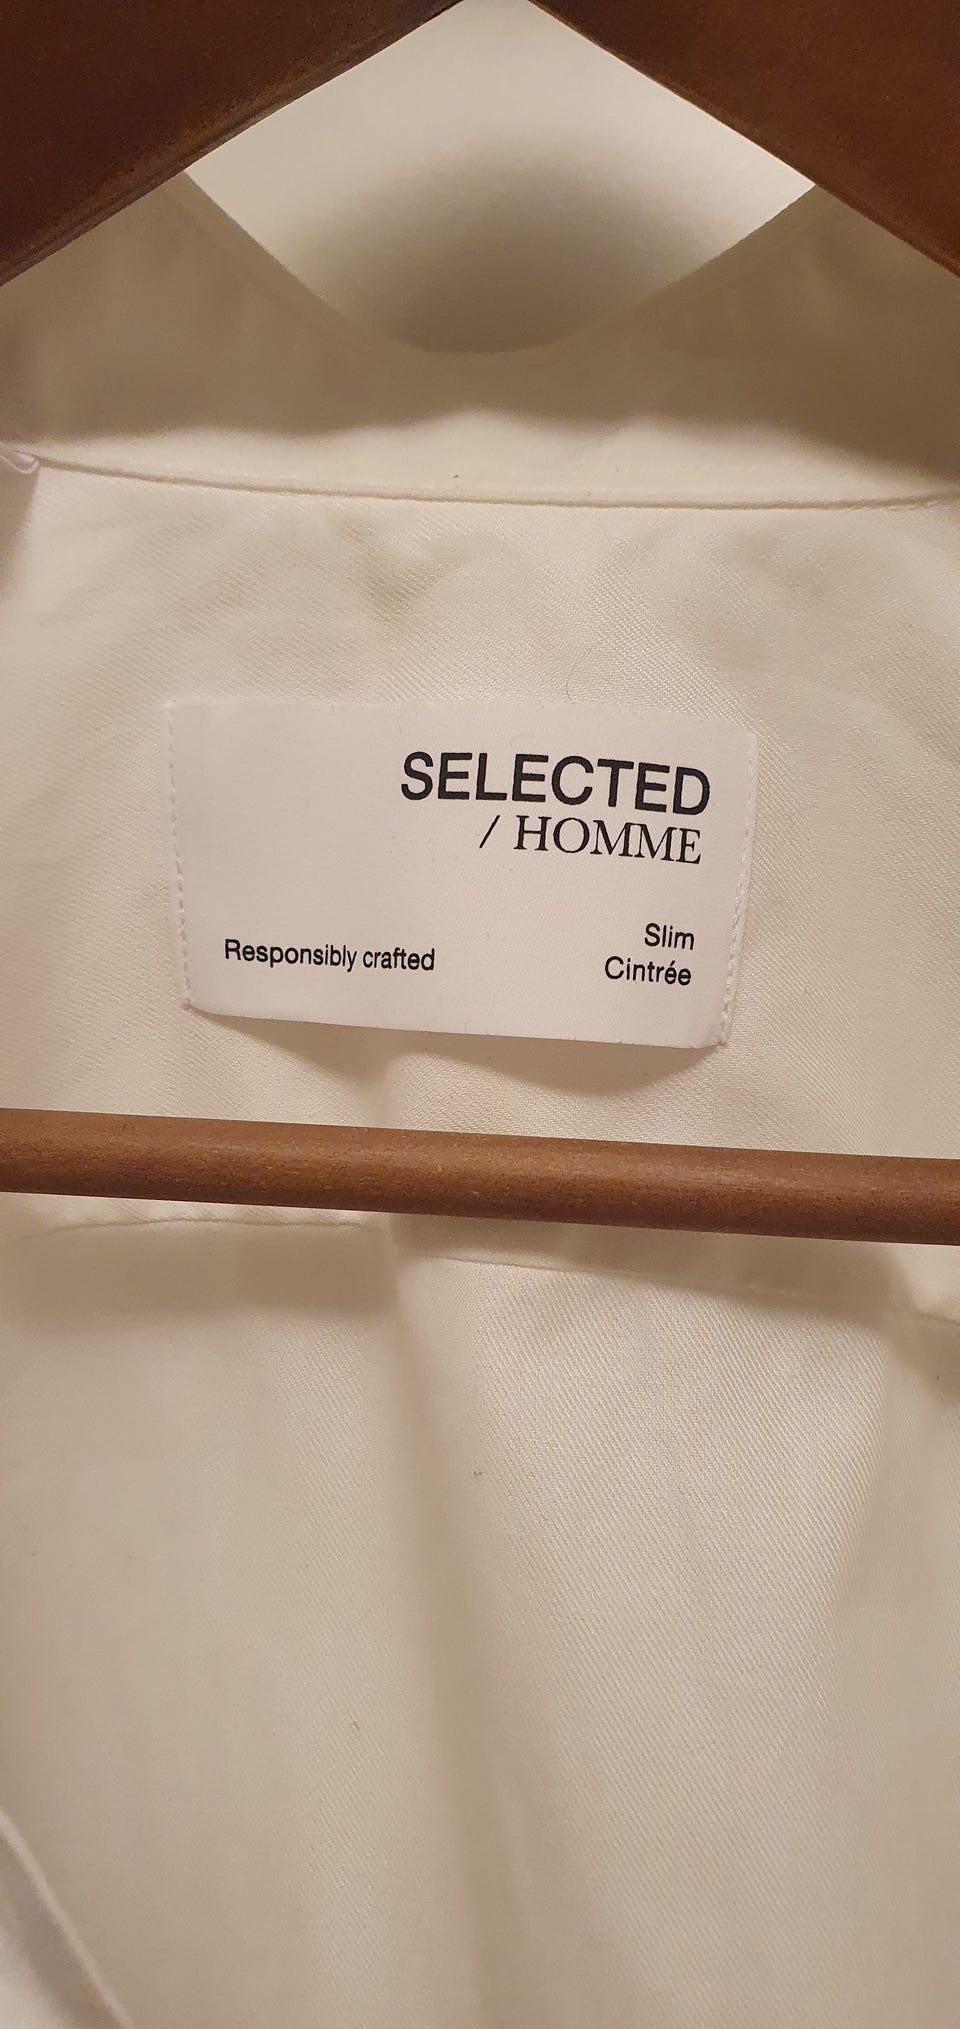 SELECTED
/ HOMME
Slim
Responsibly crafted
Cintrée